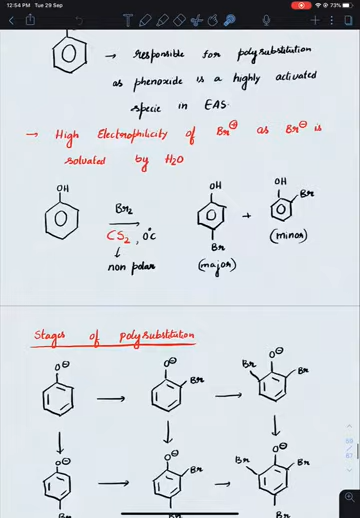 12:54 PM Tue 29 Sep
73%
→ responsible for polysubstitution
as phenoxide is a highly activated
specie in EAS.
→ High Electrophilicity of Br⊕ as Br⊖ is
solvated by H2O
OH
Br2
CS2, 0°c
↓
non polar
OH
Br
(major)
+
OH
Br
(minor)
Stages of polysubstitution
O⊖ → O⊖ Br → Br O⊖ Br
↓ ↓ ↓
O⊖ → O⊖ Br → Br O⊖ Br
Br Br Br
50
/
87